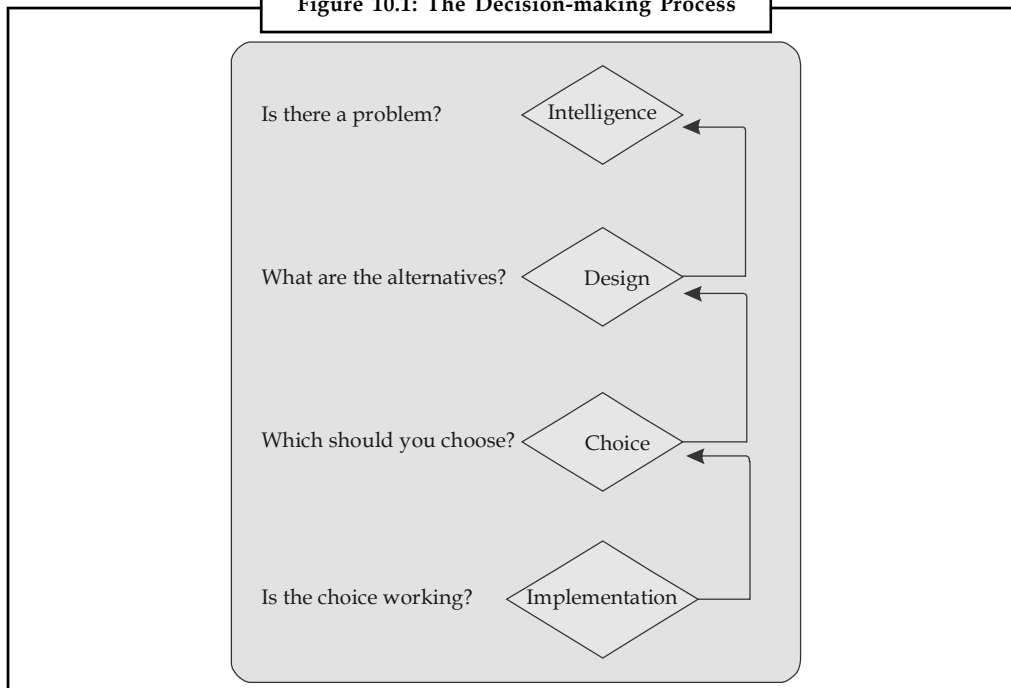 Figure 10.1: The Decision-making Process
Is there a problem? Intelligence
What are the alternatives? Design
Which should you choose? Choice
Is the choice working? Implementation